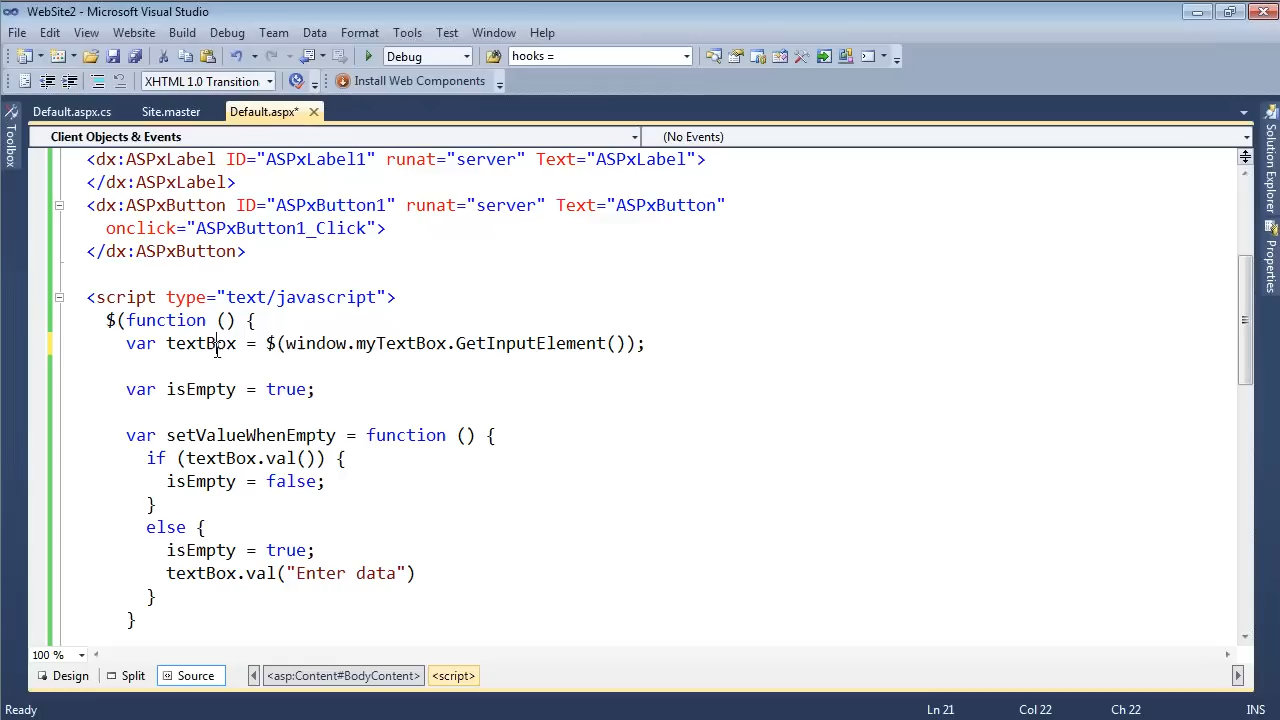 WebSite2 - Microsoft Visual Studio
File Edit View Website Build Debug Team Data Format Tools Test Window Help
Debug hooks =
XHTML 1.0 Transition Install Web Components
Default.aspx.cs Site.master Default.aspx*
Client Objects & Events (No Events)
Toolbox
Solution Explorer
Properties
<dx:ASPxLabel ID="ASPxLabel1" runat="server" Text="ASPxLabel">
</dx:ASPxLabel>
<dx:ASPxButton ID="ASPxButton1" runat="server" Text="ASPxButton"
onclick="ASPxButton1_Click">
</dx:ASPxButton>
<script type="text/javascript">
$(function () {
var textBox = $(window.myTextBox.GetInputElement());
var isEmpty = true;
var setValueWhenEmpty = function () {
if (textBox.val()) {
isEmpty = false;
}
else {
isEmpty = true;
textBox.val("Enter data")
}
}
100 %
Design Split Source <asp:Content#BodyContent> <script>
Ready Ln 21 Col 22 Ch 22 INS